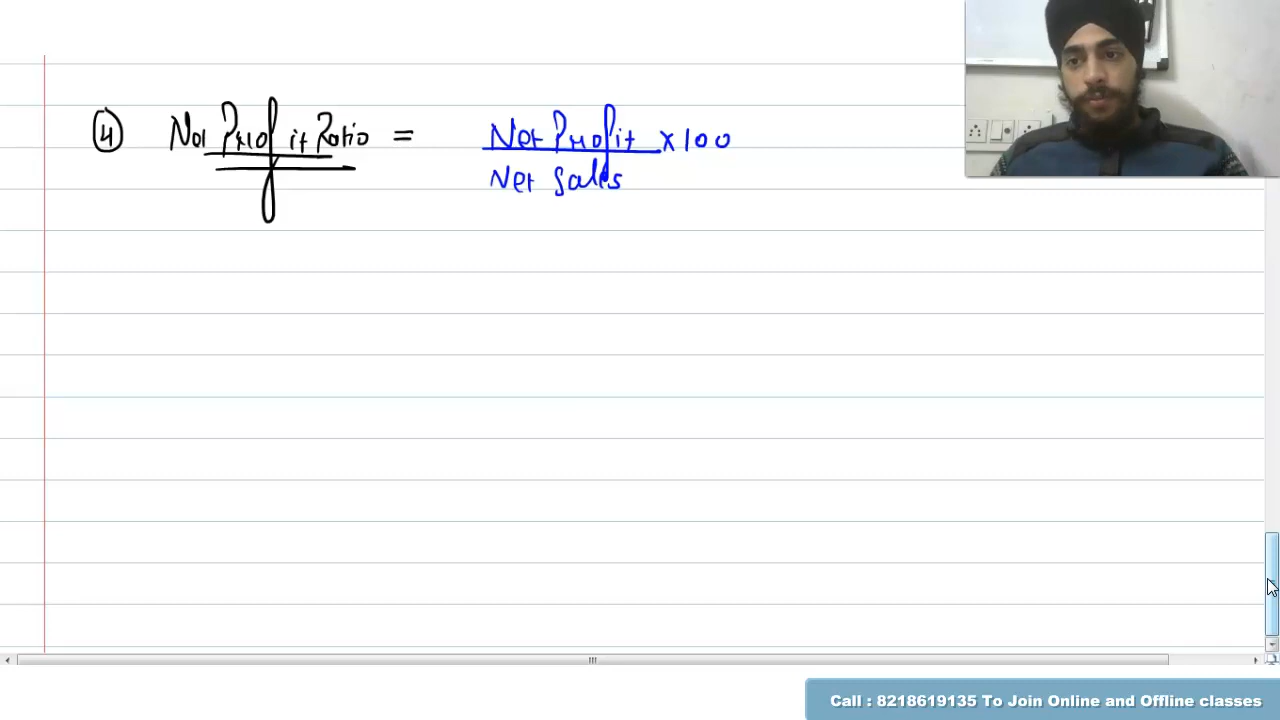 ④ Net Profit Ratio = Net Profit × 100
Net Sales
Call : 8218619135 To Join Online and Offline classes